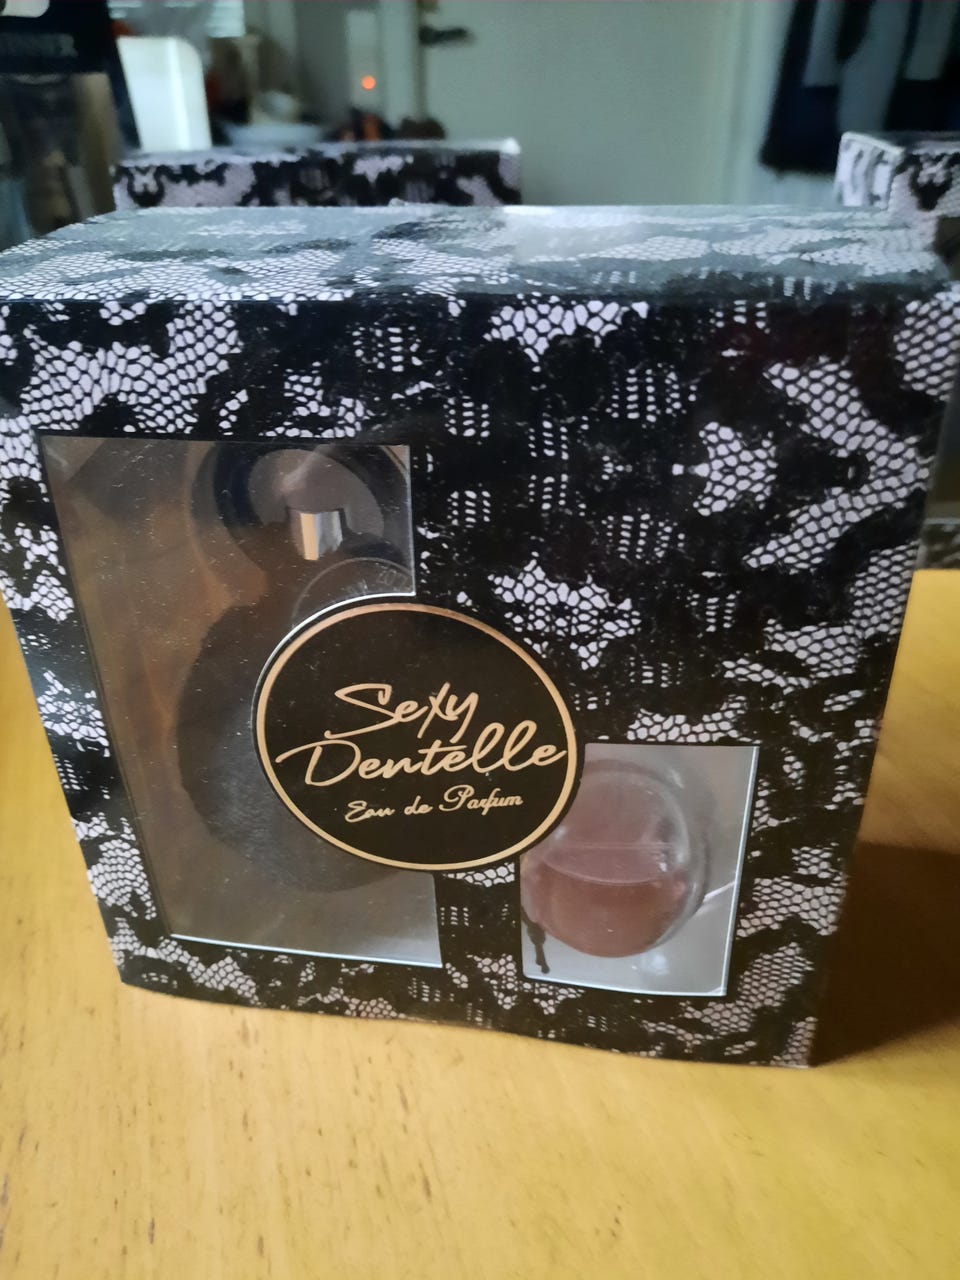 Sexy
Dentelle
Eau de Parfum